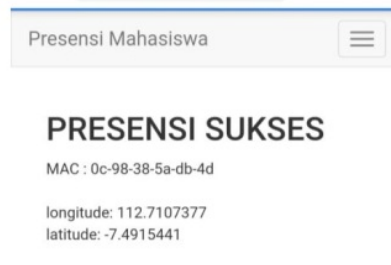 Presensi Mahasiswa
PRESENSI SUKSES
MAC : 0c-98-38-5a-db-4d
longitude: 112.7107377
latitude: -7.4915441